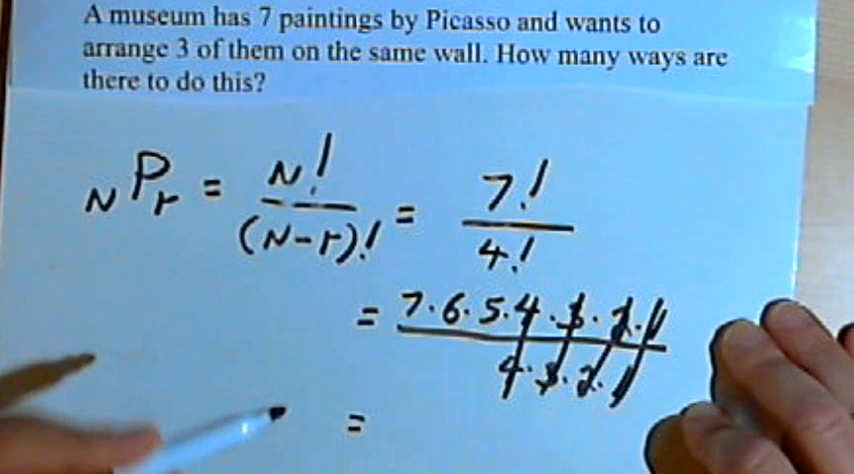 A museum has 7 paintings by Picasso and wants to
arrange 3 of them on the same wall. How many ways are
there to do this?
NPr = N! / (N-r)! = 7! / 4!
= 7·6·5·4·3·2·1 / 4·3·2·1
=